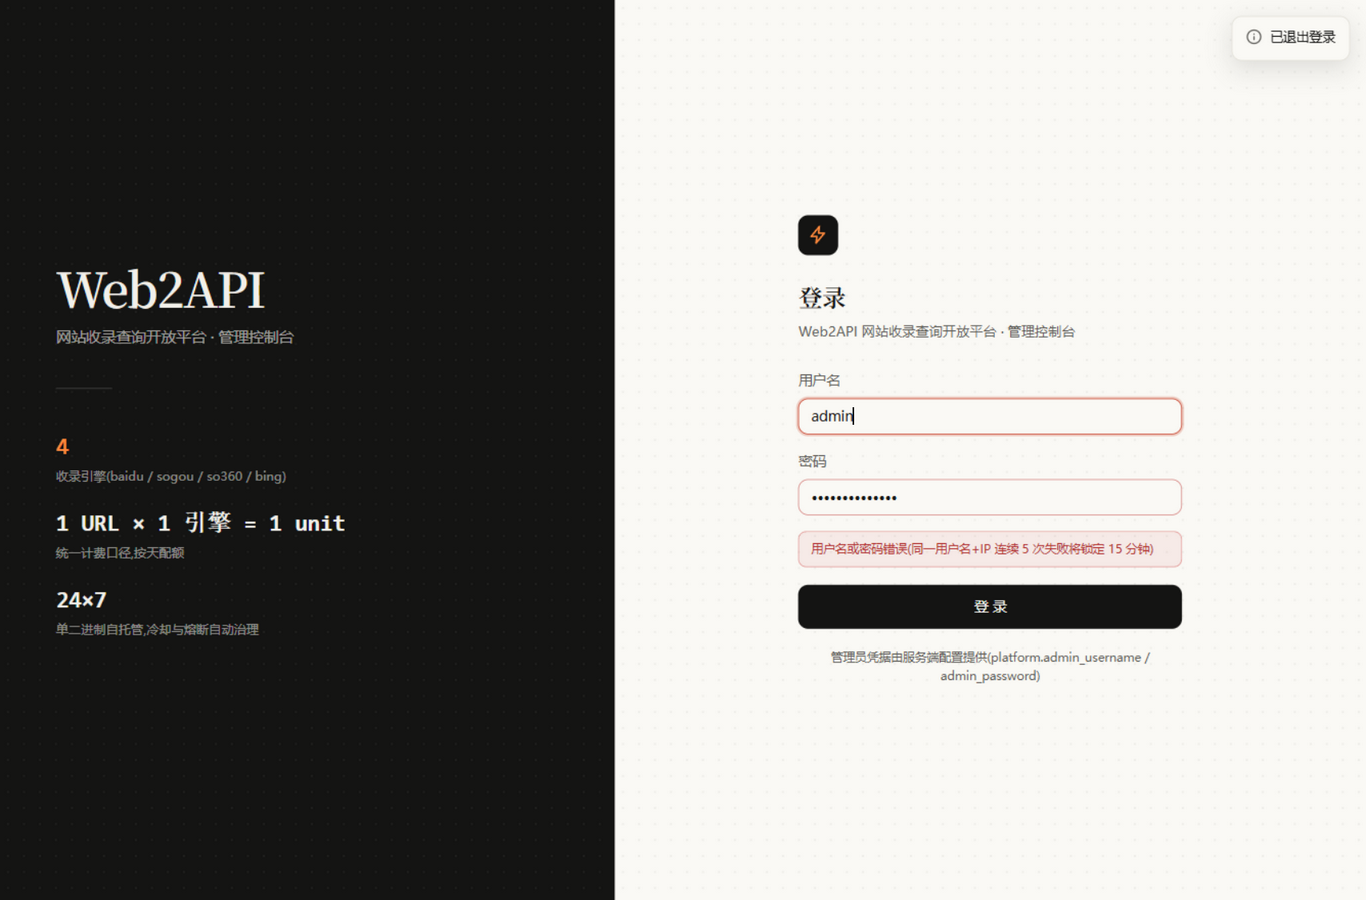 Web2API
网站收录查询开放平台 · 管理控制台
4
收录引擎(baidu / sogou / so360 / bing)
1 URL × 1 引擎 = 1 unit
统一计费口径,按天配额
24×7
单二进制自托管,冷却与熔断自动治理
已退出登录
登录
Web2API 网站收录查询开放平台 · 管理控制台
用户名
admin
密码
••••••••••••••
用户名或密码错误(同一用户名+IP 连续 5 次失败将锁定 15 分钟)
登 录
管理员凭据由服务端配置提供(platform.admin_username /
admin_password)